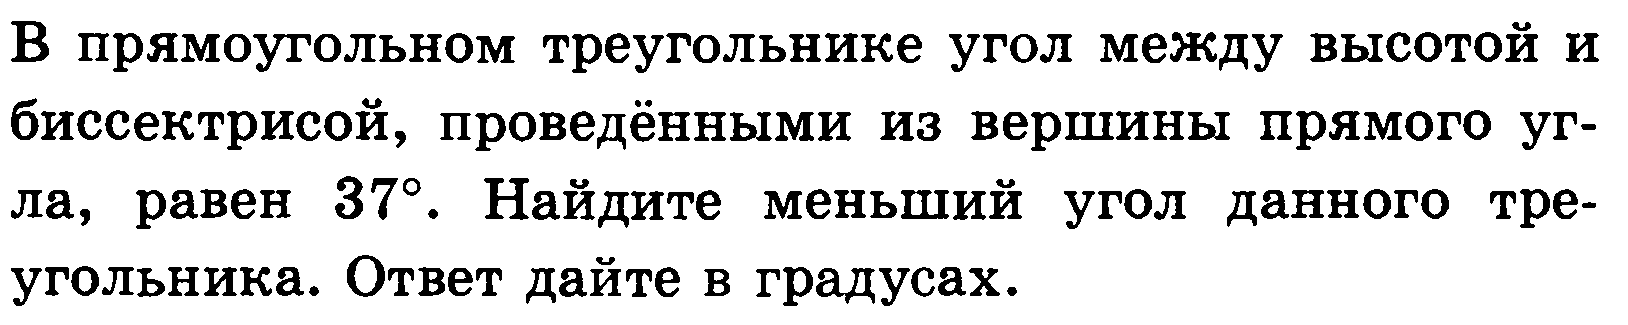 В прямоугольном треугольнике угол между высотой и
биссектрисой, проведёнными из вершины прямого уг-
ла, равен 37°. Найдите меньший угол данного тре-
угольника. Ответ дайте в градусах.